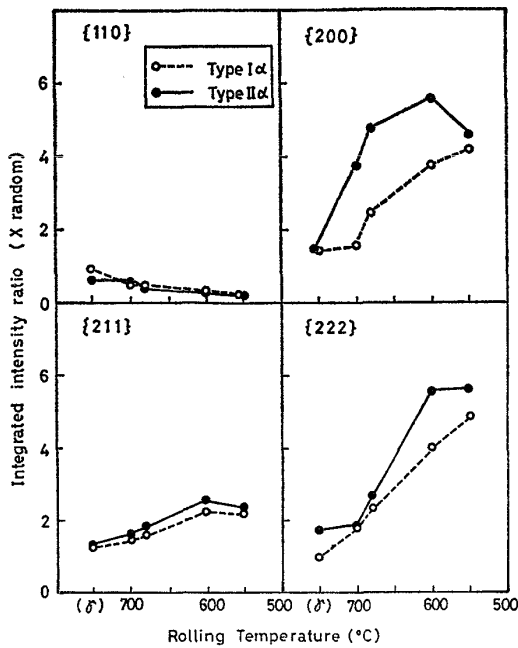 {110}
{200}
Type Iα
Type IIα
6
4
2
0
{211}
{222}
6
4
2
0
(γ) 700 600 500
(γ) 700 600 500
Integrated intensity ratio (X random)
Rolling Temperature (°C)